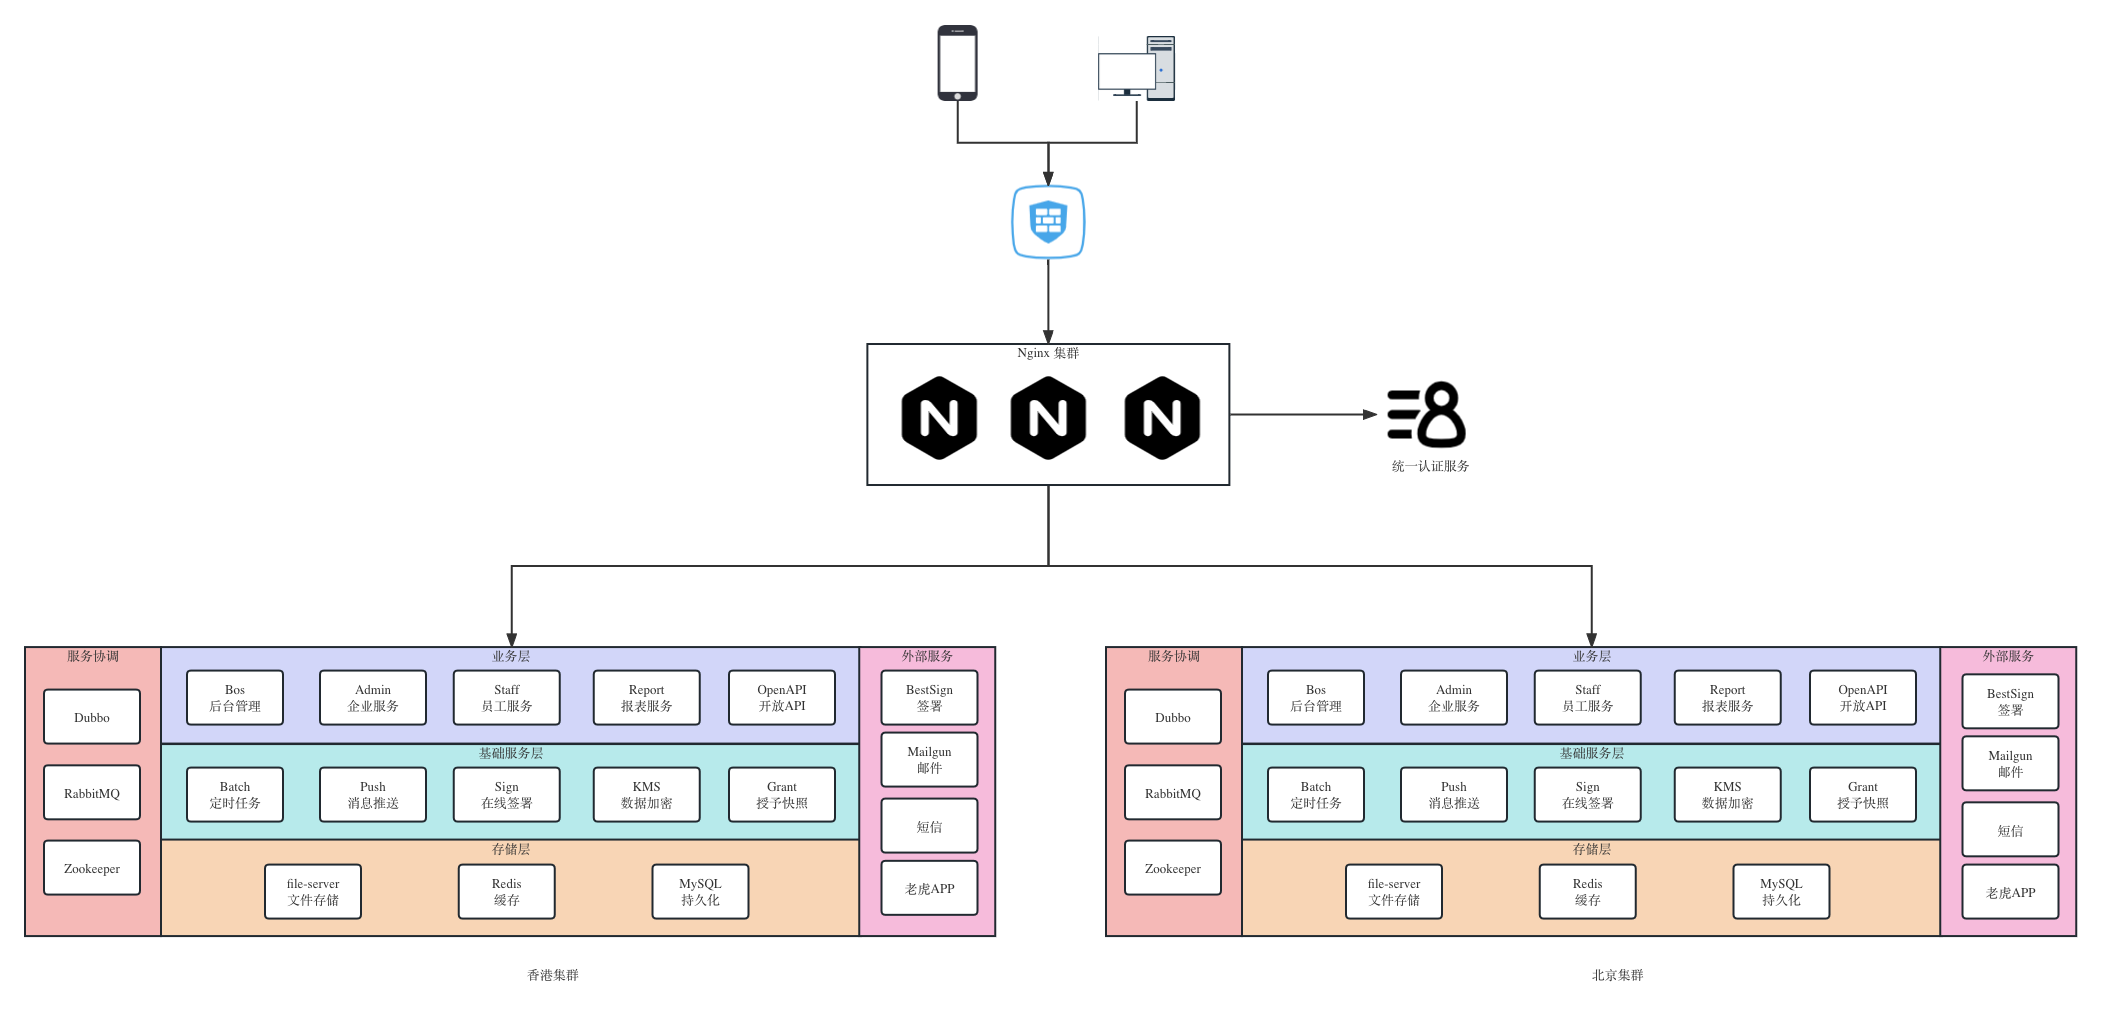 Nginx 集群
统一认证服务
服务协调
Dubbo
RabbitMQ
Zookeeper
业务层
Bos
后台管理
Admin
企业服务
Staff
员工服务
Report
报表服务
OpenAPI
开放API
基础服务层
Batch
定时任务
Push
消息推送
Sign
在线签署
KMS
数据加密
Grant
授予快照
存储层
file-server
文件存储
Redis
缓存
MySQL
持久化
外部服务
BestSign
签署
Mailgun
邮件
短信
老虎APP
香港集群
服务协调
Dubbo
RabbitMQ
Zookeeper
业务层
Bos
后台管理
Admin
企业服务
Staff
员工服务
Report
报表服务
OpenAPI
开放API
基础服务层
Batch
定时任务
Push
消息推送
Sign
在线签署
KMS
数据加密
Grant
授予快照
存储层
file-server
文件存储
Redis
缓存
MySQL
持久化
外部服务
BestSign
签署
Mailgun
邮件
短信
老虎APP
北京集群